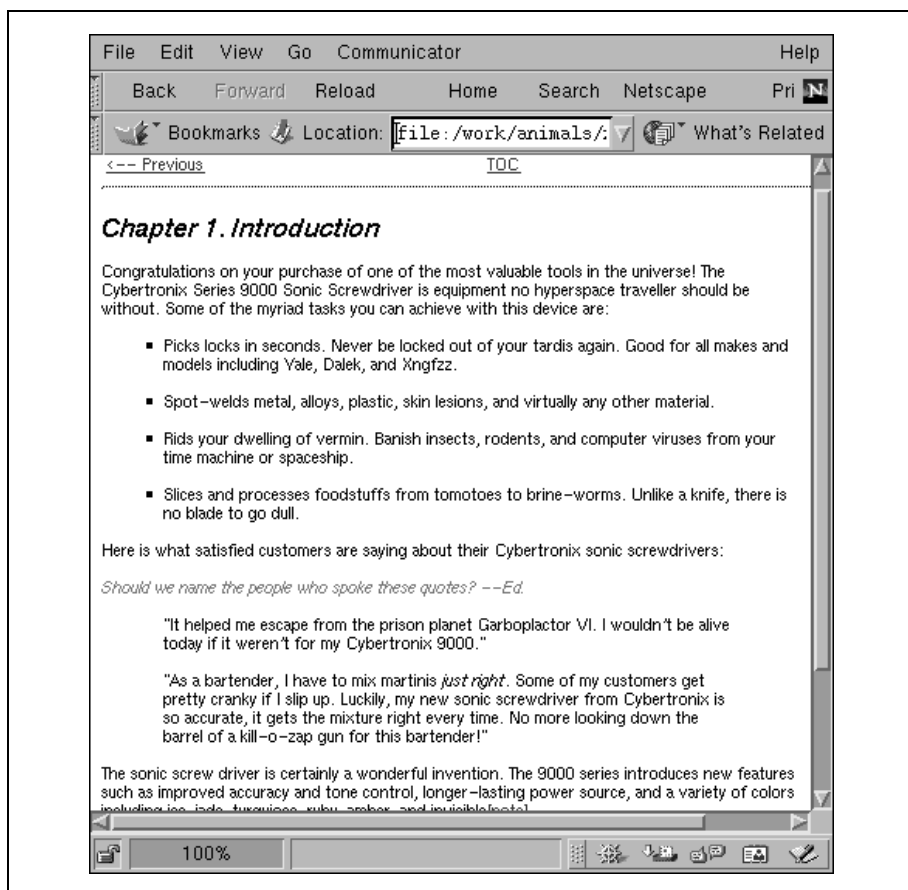 File Edit View Go Communicator Help
Back Forward Reload Home Search Netscape Pri N
Bookmarks Location: file:/work/animals/: What's Related
<-- Previous TOC
Chapter 1. Introduction
Congratulations on your purchase of one of the most valuable tools in the universe! The
Cybertronix Series 9000 Sonic Screwdriver is equipment no hyperspace traveller should be
without. Some of the myriad tasks you can achieve with this device are:
▪ Picks locks in seconds. Never be locked out of your tardis again. Good for all makes and
models including Vale, Dalek, and Xngfzz.
▪ Spot-welds metal, alloys, plastic, skin lesions, and virtually any other material.
▪ Rids your dwelling of vermin. Banish insects, rodents, and computer viruses from your
time machine or spaceship.
▪ Slices and processes foodstuffs from tomotoes to brine-worms. Unlike a knife, there is
no blade to go dull.
Here is what satisfied customers are saying about their Cybertronix sonic screwdrivers:
Should we name the people who spoke these quotes? --Ed.
"It helped me escape from the prison planet Garboplactor VI. I wouldn't be alive
today if it weren't for my Cybertronix 9000."
"As a bartender, I have to mix martinis just right. Some of my customers get
pretty cranky if I slip up. Luckily, my new sonic screwdriver from Cybertronix is
so accurate, it gets the mixture right every time. No more looking down the
barrel of a kill-o-zap gun for this bartender!"
The sonic screw driver is certainly a wonderful invention. The 9000 series introduces new features
such as improved accuracy and tone control, longer-lasting power source, and a variety of colors
including ice, jade, turquiose, ruby, amber, and invisible[note]
100%